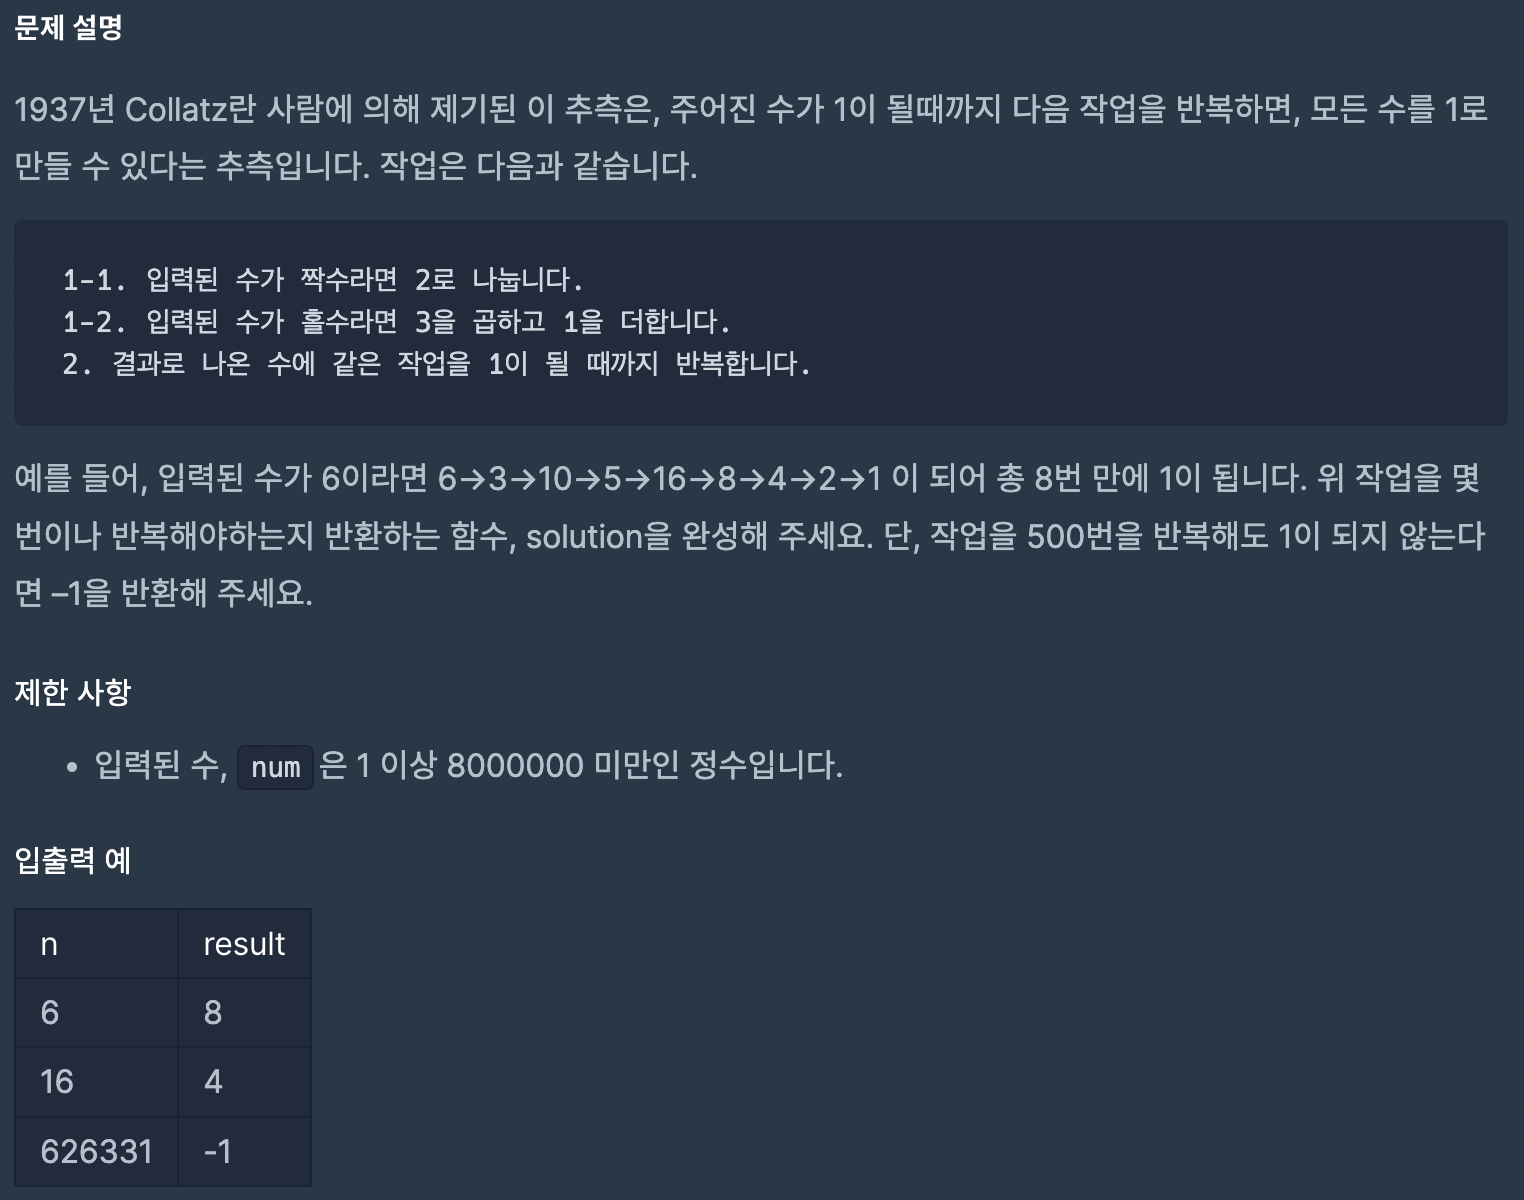 문제 설명
1937년 Collatz란 사람에 의해 제기된 이 추측은, 주어진 수가 1이 될때까지 다음 작업을 반복하면, 모든 수를 1로
만들 수 있다는 추측입니다. 작업은 다음과 같습니다.
1-1. 입력된 수가 짝수라면 2로 나눕니다.
1-2. 입력된 수가 홀수라면 3을 곱하고 1을 더합니다.
2. 결과로 나온 수에 같은 작업을 1이 될 때까지 반복합니다.
예를 들어, 입력된 수가 6이라면 6→3→10→5→16→8→4→2→1 이 되어 총 8번 만에 1이 됩니다. 위 작업을 몇
번이나 반복해야하는지 반환하는 함수, solution을 완성해 주세요. 단, 작업을 500번을 반복해도 1이 되지 않는다
면 –1을 반환해 주세요.
제한 사항
• 입력된 수, num 은 1 이상 8000000 미만인 정수입니다.
입출력 예
n result
6 8
16 4
626331 -1